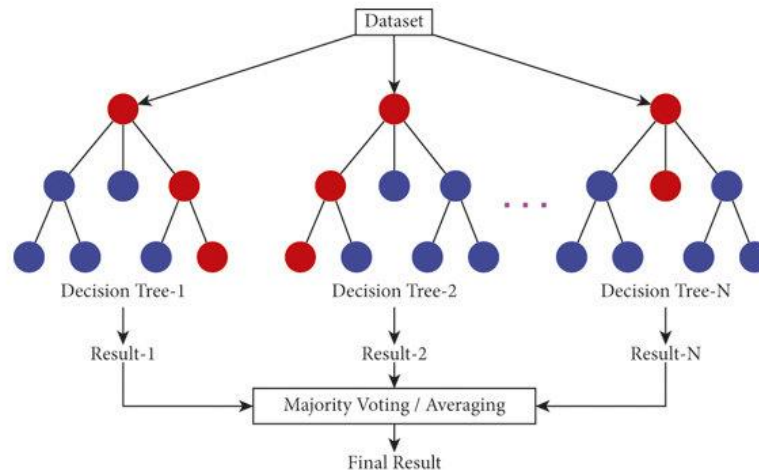 Dataset
Decision Tree-1
Decision Tree-2
Decision Tree-N
Result-1
Result-2
Result-N
Majority Voting / Averaging
Final Result